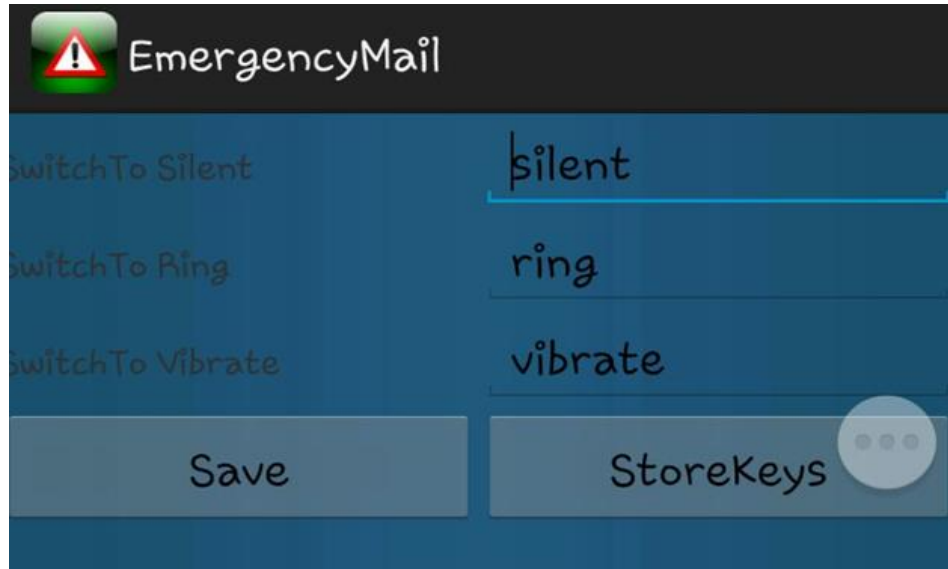 EmergencyMail
SwitchTo Silent silent
SwitchTo Ring ring
SwitchTo Vibrate vibrate
Save StoreKeys